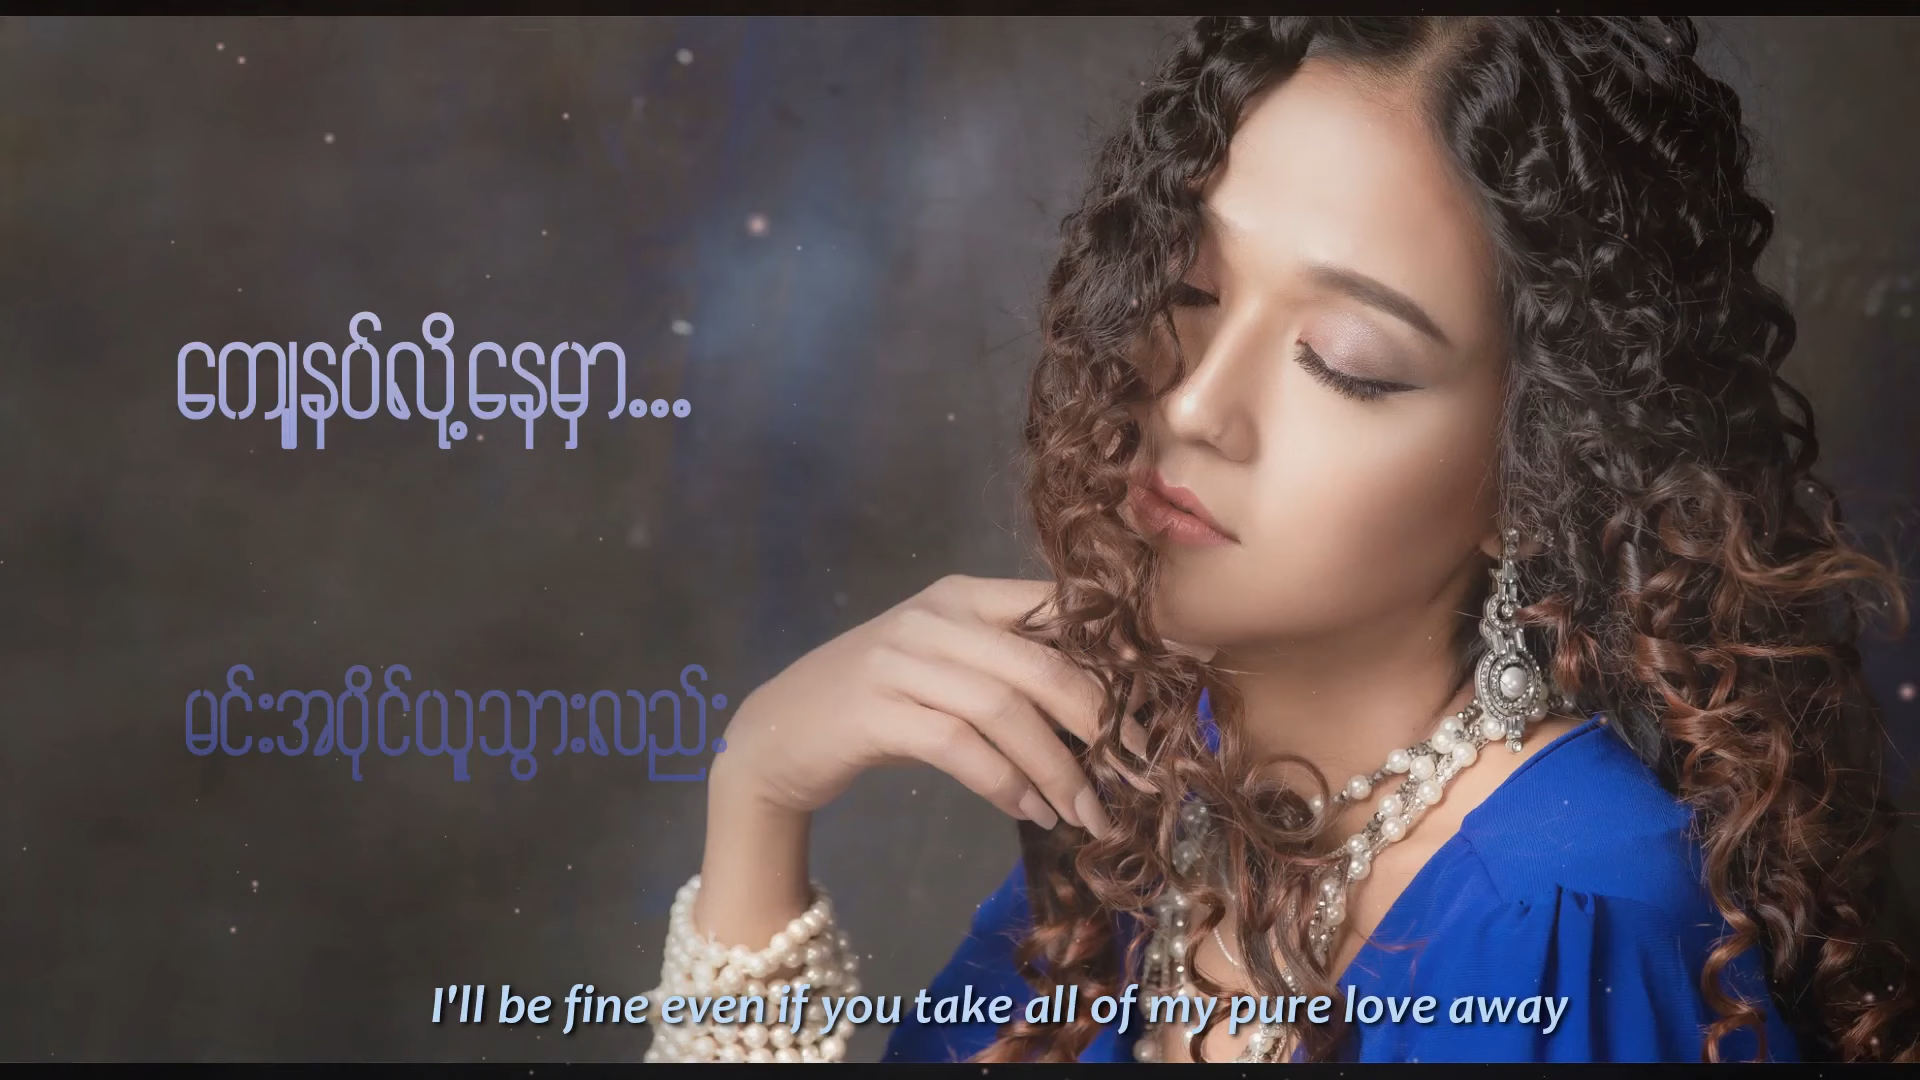 ကျေနပ်လို့နေမှာ...
မင်းအပိုင်ယူသွားလည်း
I'll be fine even if you take all of my pure love away